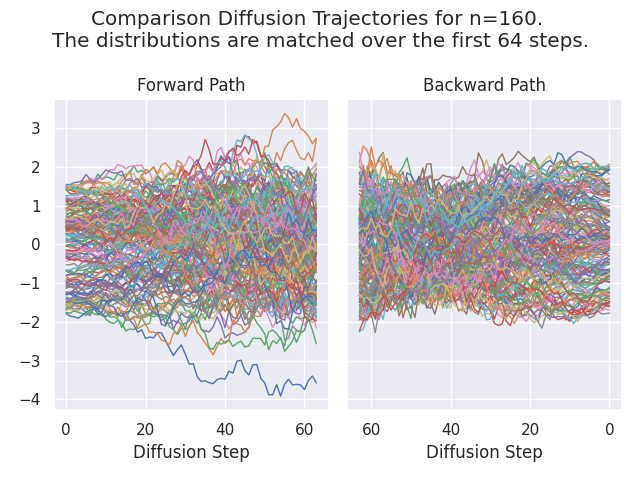 Comparison Diffusion Trajectories for n=160.
The distributions are matched over the first 64 steps.
Forward Path
Backward Path
3
2
1
0
−1
−2
−3
−4
0 20 40 60
60 40 20 0
Diffusion Step
Diffusion Step